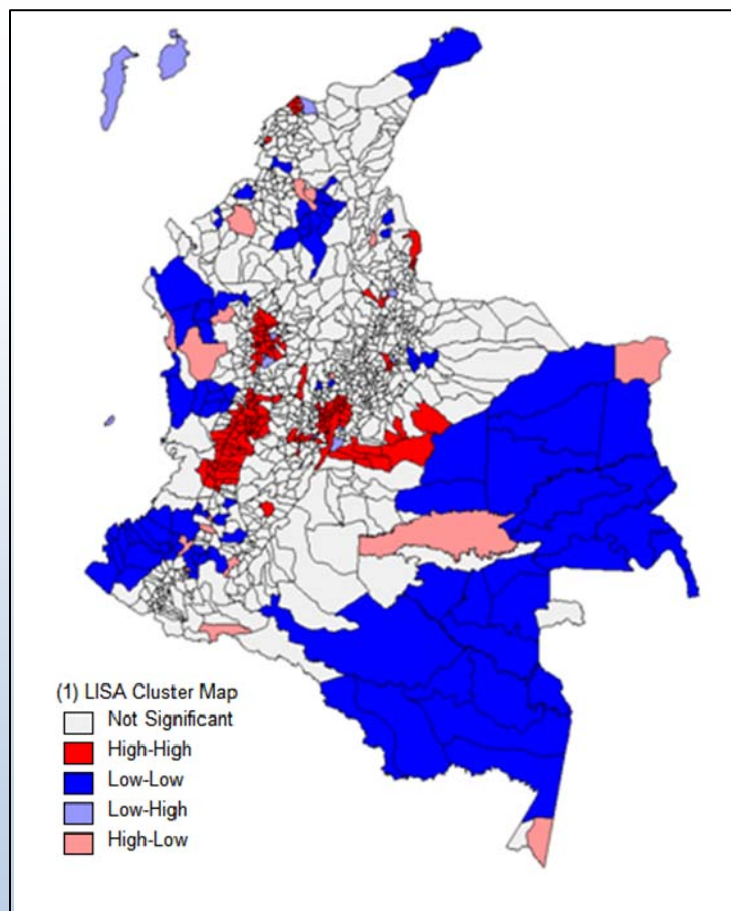 (1) LISA Cluster Map
Not Significant
High-High
Low-Low
Low-High
High-Low